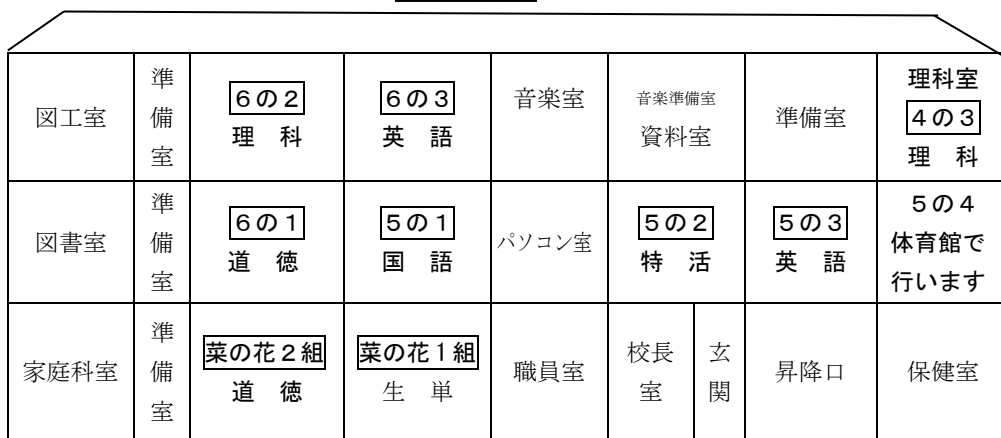 図工室
準備室
６の２
理　科
６の３
英　語
音楽室
音楽準備室
資料室
準備室
理科室
４の３
理　科
図書室
準備室
６の１
道　徳
５の１
国　語
パソコン室
５の２
特　活
５の３
英　語
５の４
体育館で
行います
家庭科室
準備室
菜の花２組
道　徳
菜の花１組
生　単
職員室
校長室
玄関
昇降口
保健室